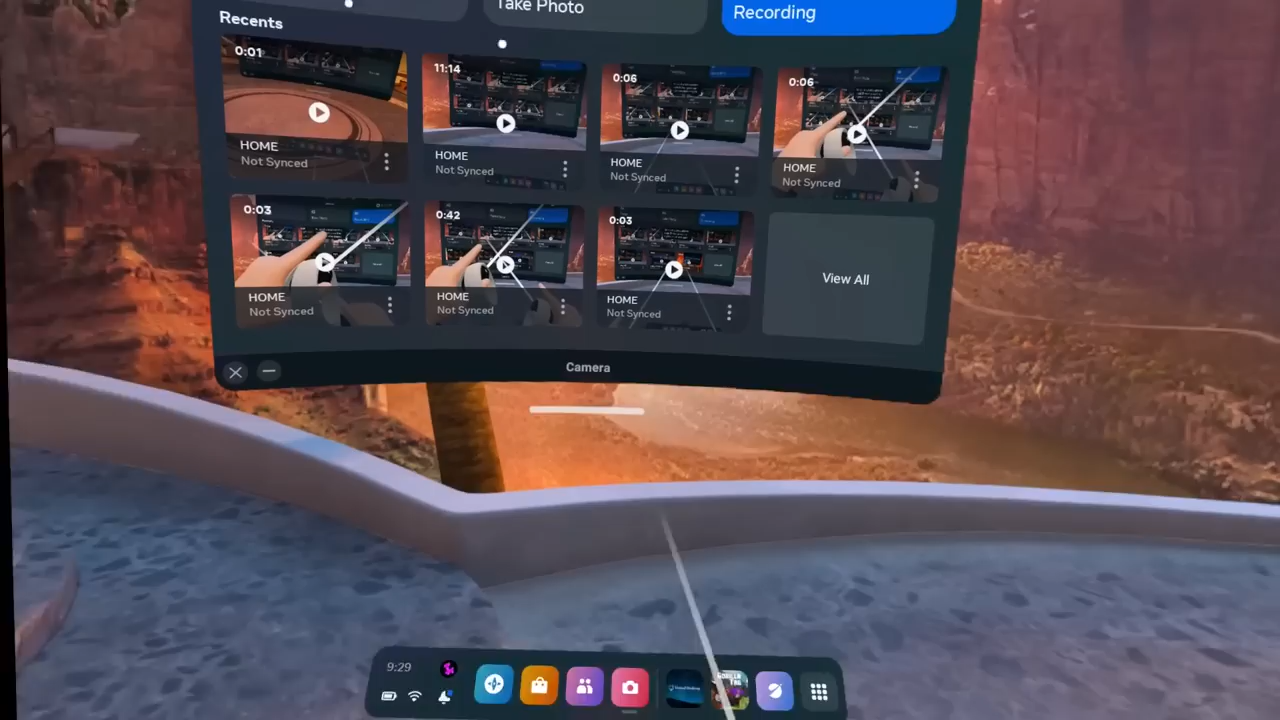 Take Photo
Recording
Recents
0:01
HOME
Not Synced
11:14
HOME
Not Synced
0:06
HOME
Not Synced
0:06
HOME
Not Synced
0:03
HOME
Not Synced
0:42
HOME
Not Synced
0:03
HOME
Not Synced
View All
Camera
9:29
GORILLA
TAG